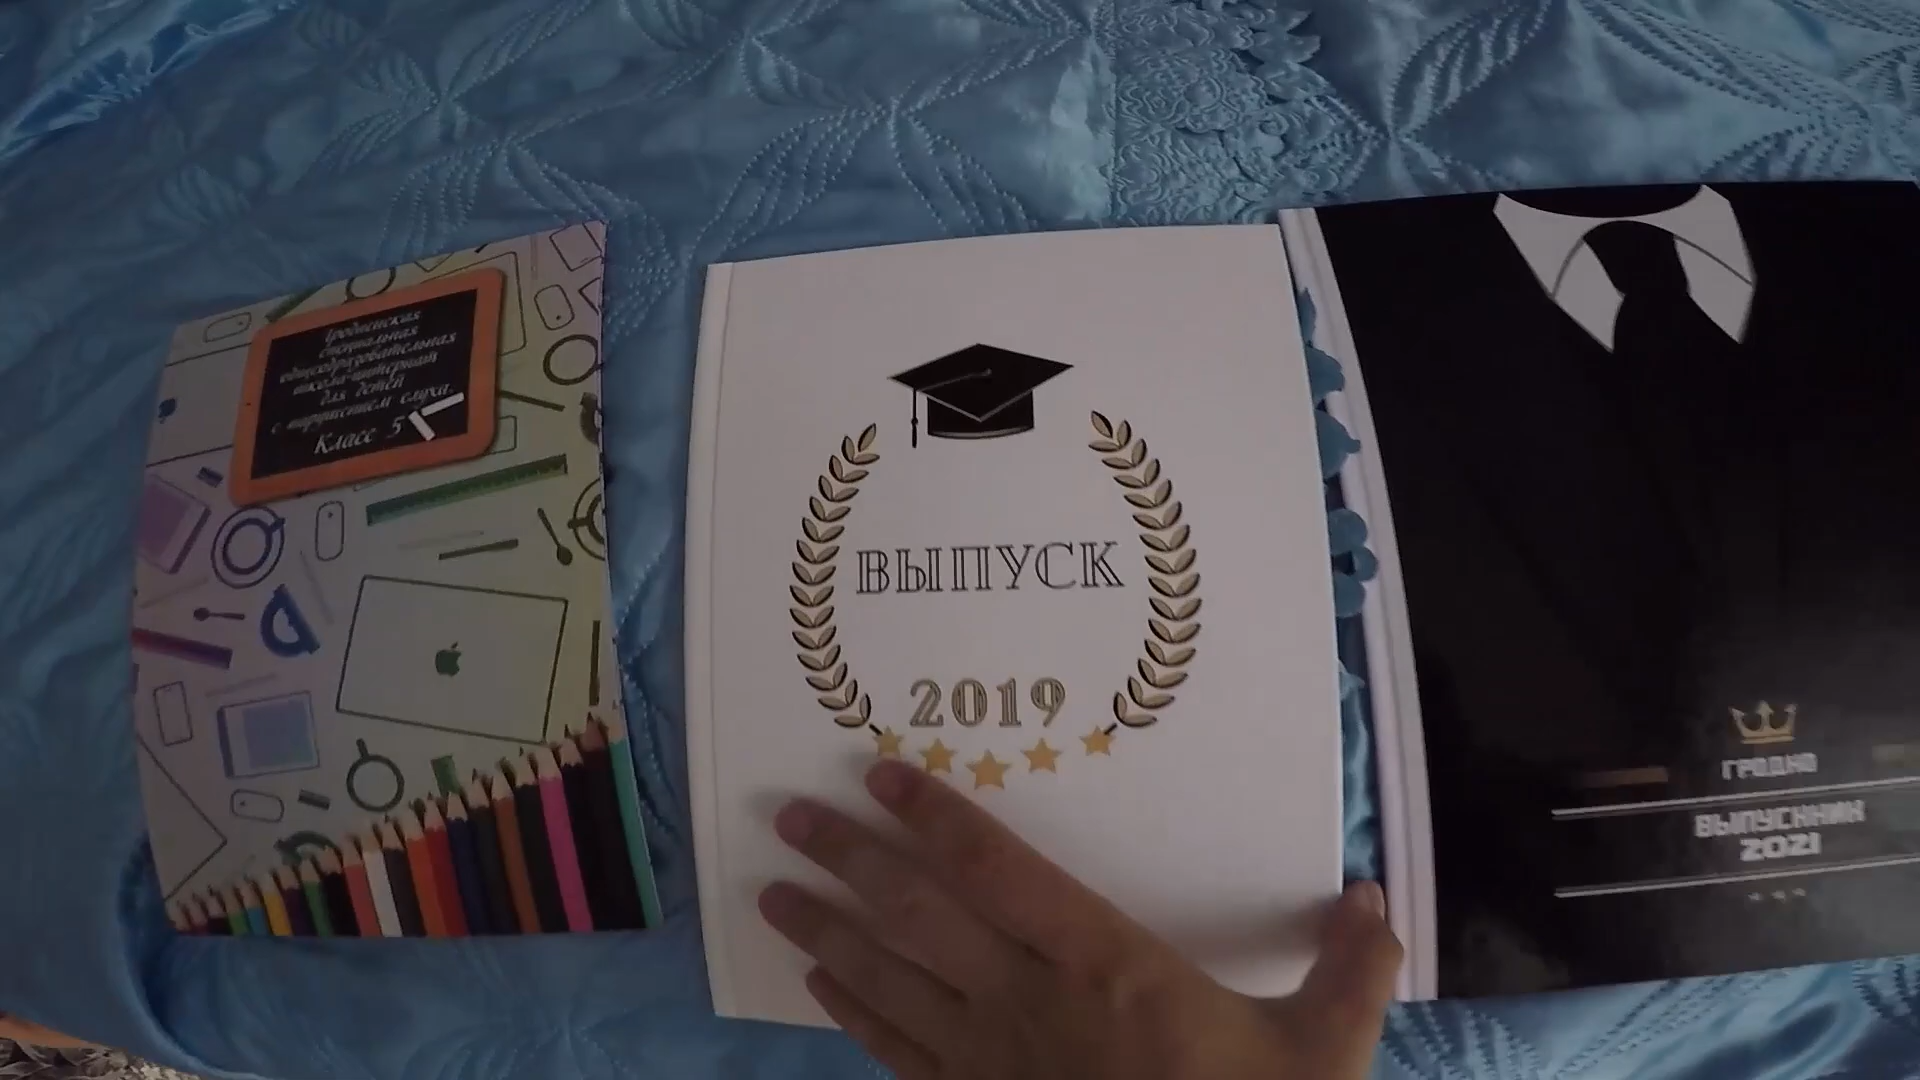 Гродненская
специальная
общеобразовательная
школа-интернат
для детей
с нарушением слуха.
Класс 5
ВЫПУСК
2019
ГРОДНО
ВЫПУСКНИК
2021